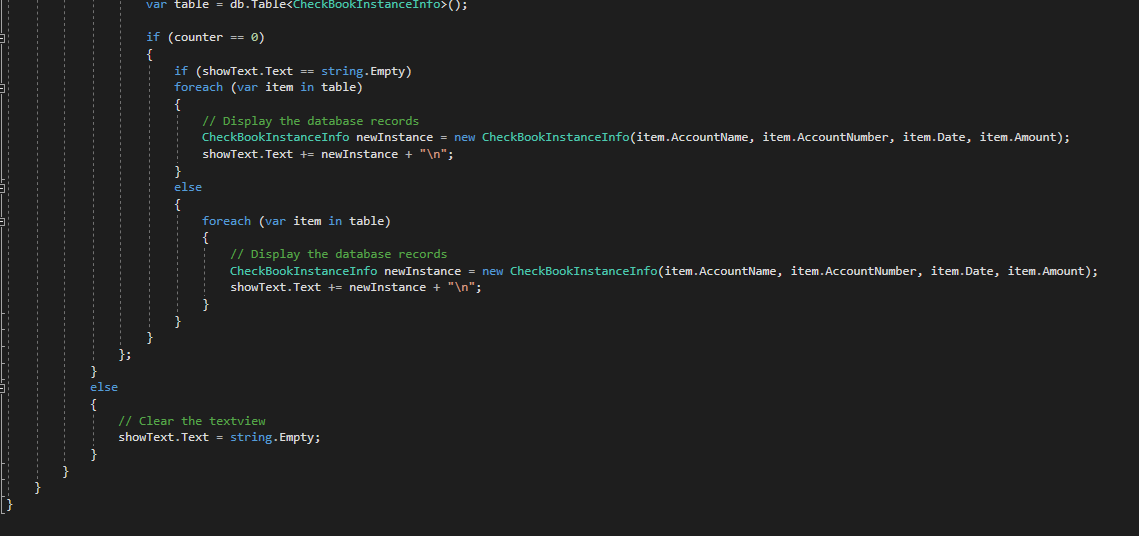 var table = db.Table<CheckBookInstanceInfo>();
if (counter == 0)
{
if (showText.Text == string.Empty)
foreach (var item in table)
{
// Display the database records
CheckBookInstanceInfo newInstance = new CheckBookInstanceInfo(item.AccountName, item.AccountNumber, item.Date, item.Amount);
showText.Text += newInstance + "\n";
}
else
{
foreach (var item in table)
{
// Display the database records
CheckBookInstanceInfo newInstance = new CheckBookInstanceInfo(item.AccountName, item.AccountNumber, item.Date, item.Amount);
showText.Text += newInstance + "\n";
}
}
}
};
}
else
{
// Clear the textview
showText.Text = string.Empty;
}
}
}
}